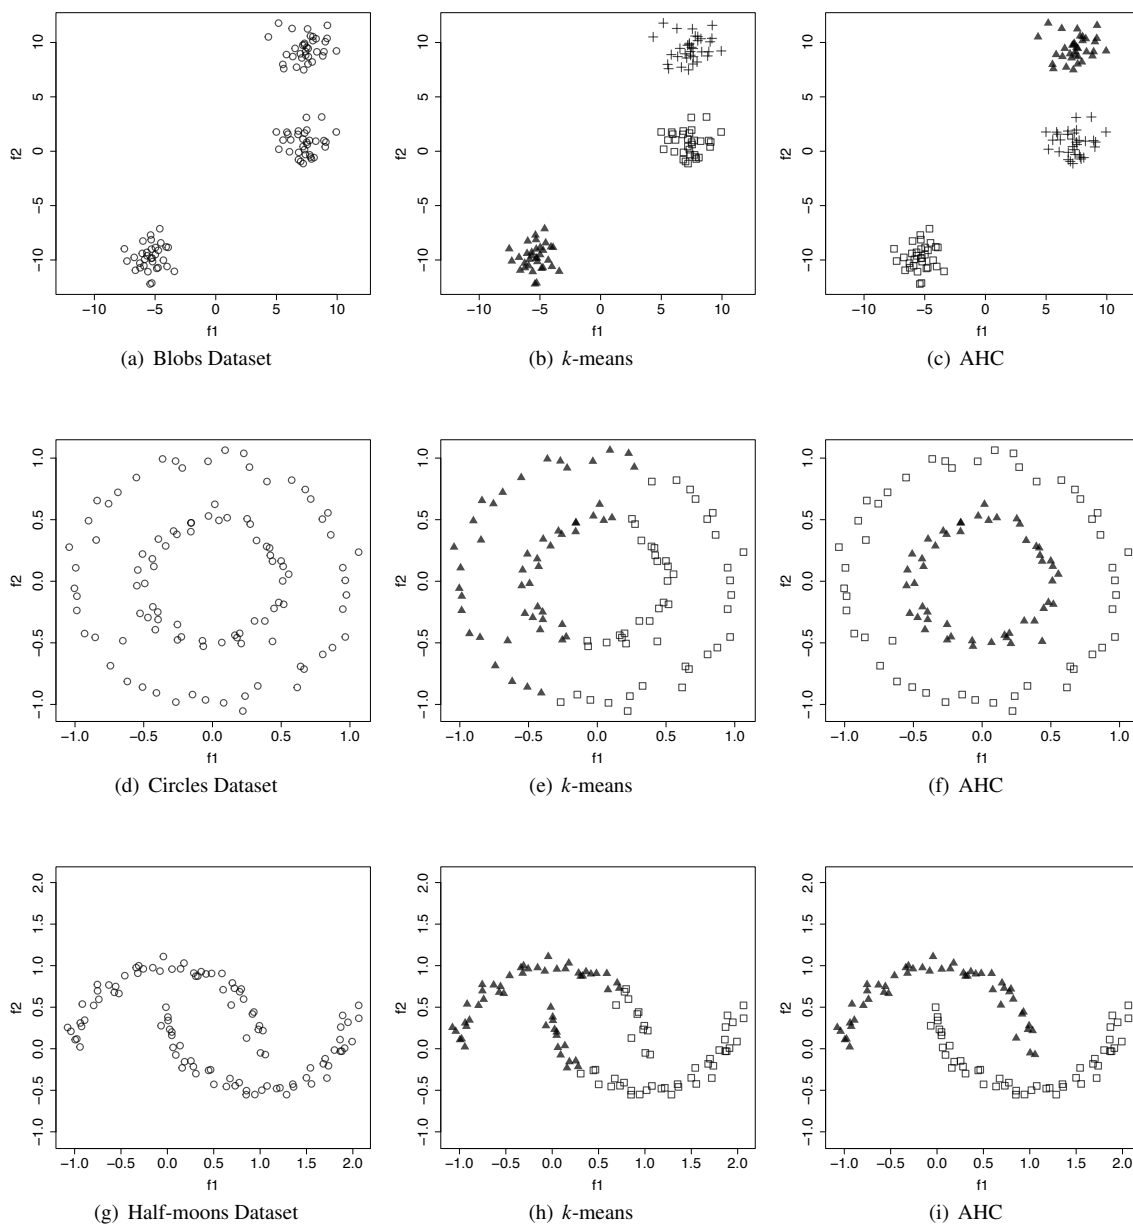 10
5
0
−5
−10
f2
−10 −5 0 5 10
f1
(a) Blobs Dataset
10
5
0
−5
−10
f2
−10 −5 0 5 10
f1
(b) k-means
10
5
0
−5
−10
f2
−10 −5 0 5 10
f1
(c) AHC
1.0
0.5
0.0
−0.5
−1.0
f2
−1.0 −0.5 0.0 0.5 1.0
f1
(d) Circles Dataset
1.0
0.5
0.0
−0.5
−1.0
f2
−1.0 −0.5 0.0 0.5 1.0
f1
(e) k-means
1.0
0.5
0.0
−0.5
−1.0
f2
−1.0 −0.5 0.0 0.5 1.0
f1
(f) AHC
2.0
1.5
1.0
0.5
0.0
−0.5
−1.0
f2
−1.0 −0.5 0.0 0.5 1.0 1.5 2.0
f1
(g) Half-moons Dataset
2.0
1.5
1.0
0.5
0.0
−0.5
−1.0
f2
−1.0 −0.5 0.0 0.5 1.0 1.5 2.0
f1
(h) k-means
2.0
1.5
1.0
0.5
0.0
−0.5
−1.0
f2
−1.0 −0.5 0.0 0.5 1.0 1.5 2.0
f1
(i) AHC